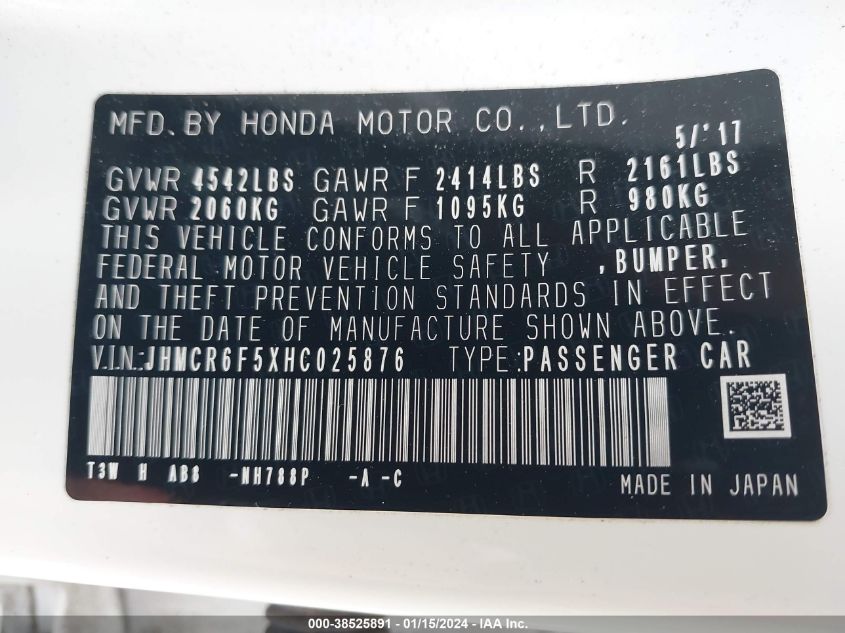 MFD. BY HONDA MOTOR CO., LTD. 5/'17
GVWR 4542LBS GAWR F 2414LBS R 2161LBS
GVWR 2060KG GAWR F 1095KG R 980KG
THIS VEHICLE CONFORMS TO ALL APPLICABLE
FEDERAL MOTOR VEHICLE SAFETY , BUMPER,
AND THEFT PREVENTION STANDARDS IN EFFECT
ON THE DATE OF MANUFACTURE SHOWN ABOVE.
V.I.N.:JHMCR6F5XHC025876 TYPE:PASSENGER CAR
T3W H AB8 -NH788P -A -C
MADE IN JAPAN
000-38525891 - 01/15/2024 - IAA Inc.